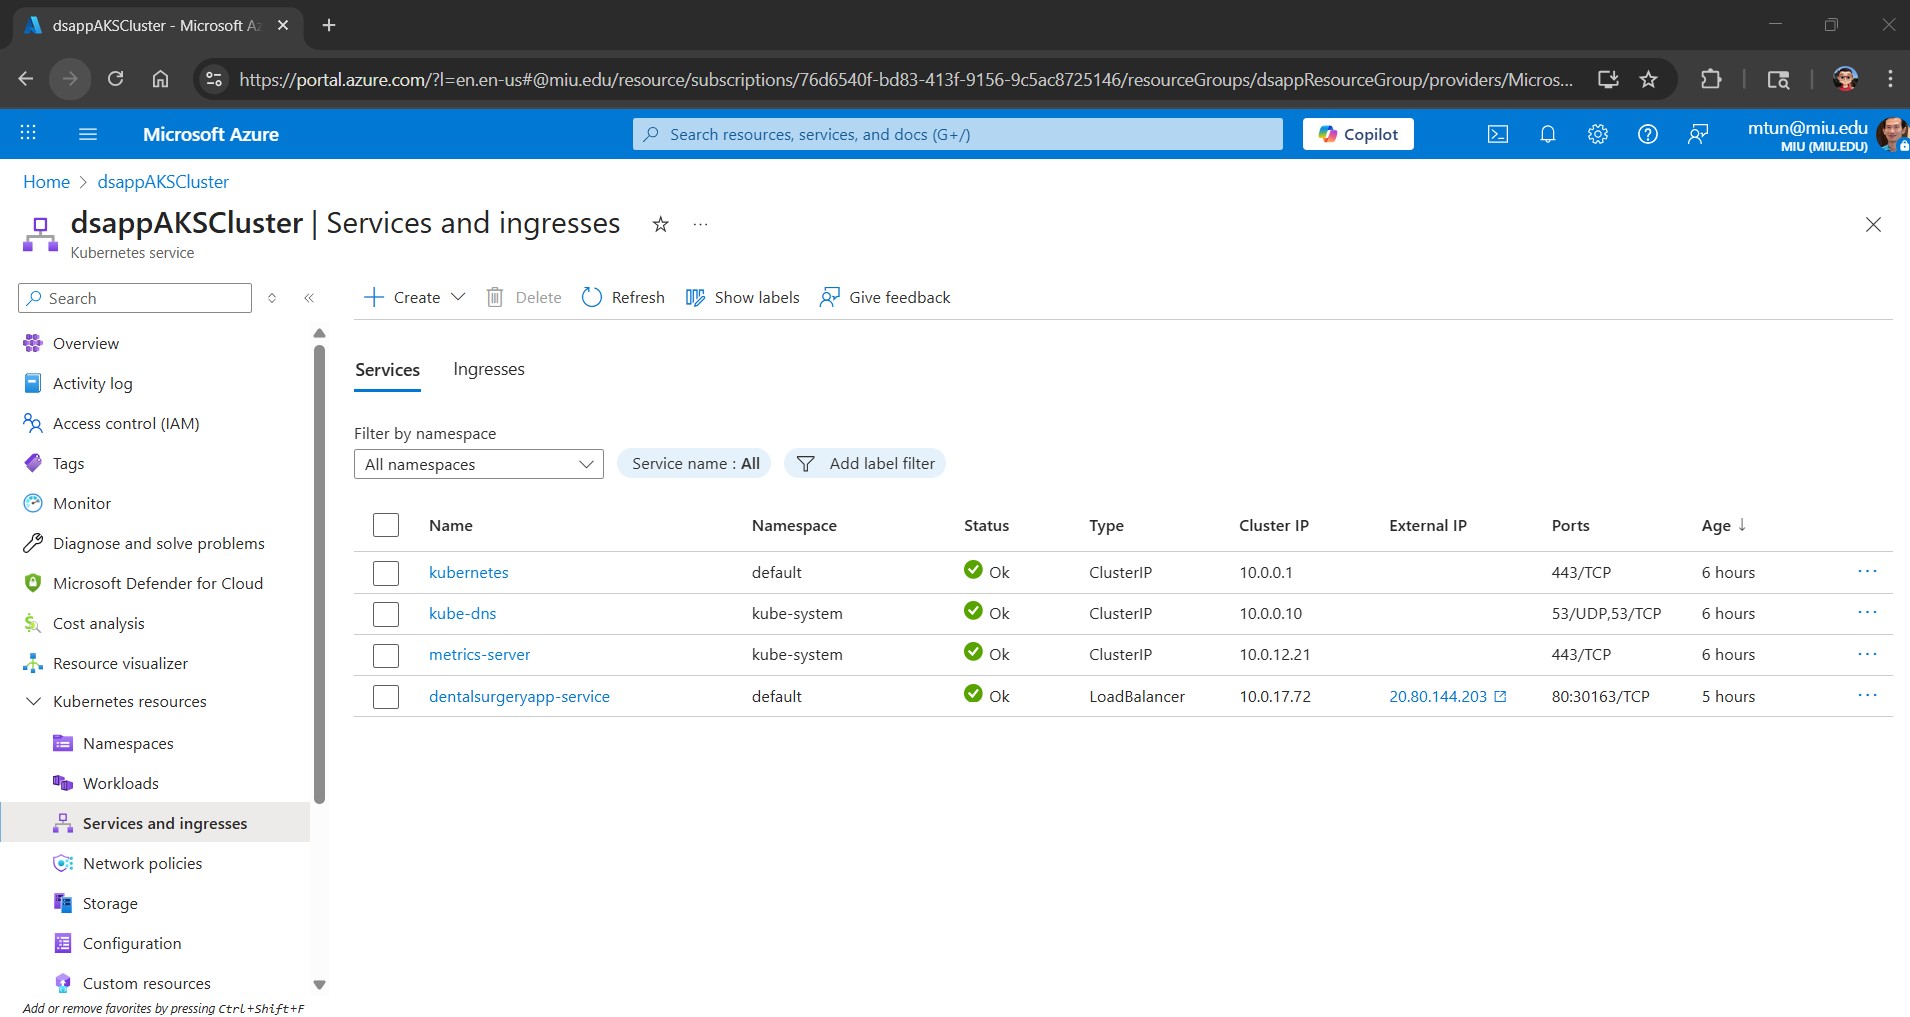 dsappAKSCluster - Microsoft Az
https://portal.azure.com/?l=en.en-us#@miu.edu/resource/subscriptions/76d6540f-bd83-413f-9156-9c5ac8725146/resourceGroups/dsappResourceGroup/providers/Micros...
Microsoft Azure
Search resources, services, and docs (G+/)
Copilot
mtun@miu.edu
MIU (MIU.EDU)
Home > dsappAKSCluster
dsappAKSCluster | Services and ingresses
Kubernetes service
Search
Create Delete Refresh Show labels Give feedback
Overview
Activity log
Access control (IAM)
Tags
Monitor
Diagnose and solve problems
Microsoft Defender for Cloud
Cost analysis
Resource visualizer
Kubernetes resources
Namespaces
Workloads
Services and ingresses
Network policies
Storage
Configuration
Custom resources
Add or remove favorites by pressing Ctrl+Shift+F
Services Ingresses
Filter by namespace
All namespaces Service name : All Add label filter
Name Namespace Status Type Cluster IP External IP Ports Age ↓
kubernetes default Ok ClusterIP 10.0.0.1 443/TCP 6 hours
kube-dns kube-system Ok ClusterIP 10.0.0.10 53/UDP,53/TCP 6 hours
metrics-server kube-system Ok ClusterIP 10.0.12.21 443/TCP 6 hours
dentalsurgeryapp-service default Ok LoadBalancer 10.0.17.72 20.80.144.203 80:30163/TCP 5 hours